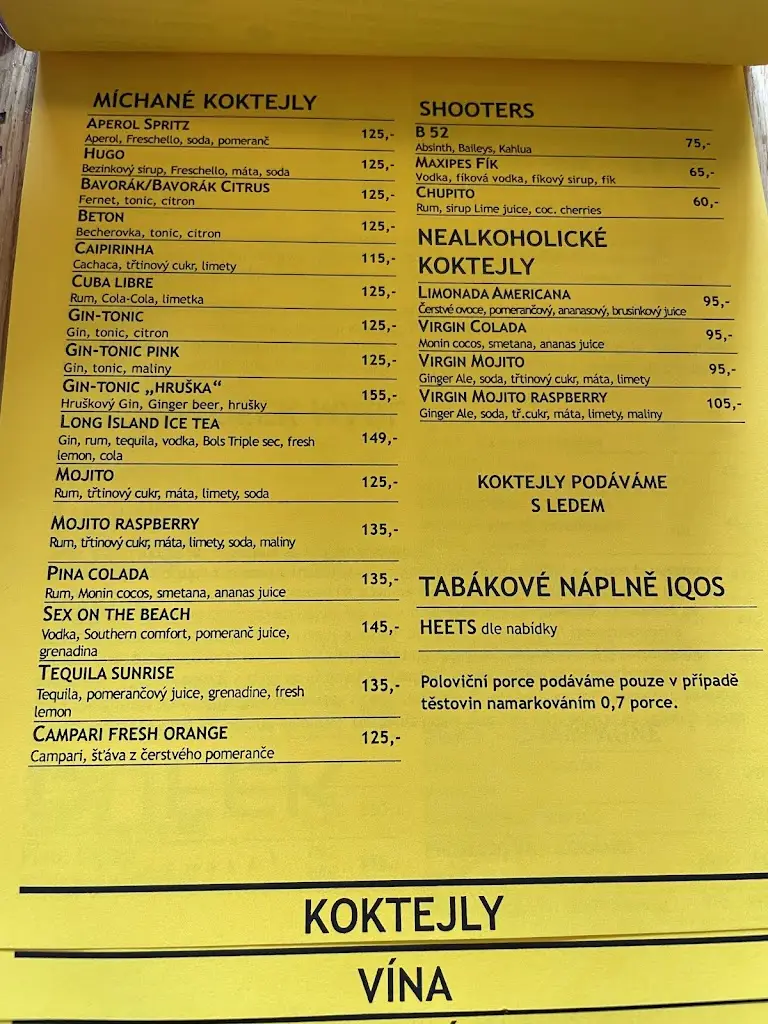 MÍCHANÉ KOKTEJLY
APEROL SPRITZ 125,-
Aperol, Freschello, soda, pomeranč
HUGO 125,-
Bezinkový sirup, Freschello, máta, soda
BAVORÁK/BAVORÁK CITRUS 125,-
Fernet, tonic, citron
BETON 125,-
Becherovka, tonic, citron
CAIPIRINHA 115,-
Cachaca, třtinový cukr, limety
CUBA LIBRE 125,-
Rum, Cola-Cola, limetka
GIN-TONIC 125,-
Gin, tonic, citron
GIN-TONIC PINK 125,-
Gin, tonic, maliny
GIN-TONIC „HRUŠKA“ 155,-
Hruškový Gin, Ginger beer, hrušky
LONG ISLAND ICE TEA 149,-
Gin, rum, tequila, vodka, Bols Triple sec, fresh
lemon, cola
MOJITO 125,-
Rum, třtinový cukr, máta, limety, soda
MOJITO RASPBERRY 135,-
Rum, třtinový cukr, máta, limety, soda, maliny
PINA COLADA 135,-
Rum, Monin cocos, smetana, ananas juice
SEX ON THE BEACH 145,-
Vodka, Southern comfort, pomeranč juice,
grenadina
TEQUILA SUNRISE 135,-
Tequila, pomerančový juice, grenadine, fresh
lemon
CAMPARI FRESH ORANGE 125,-
Campari, šťáva z čerstvého pomeranče
SHOOTERS
B 52 75,-
Absinth, Baileys, Kahlua
MAXIPES FÍK 65,-
Vodka, fíková vodka, fíkový sirup, fík
CHUPITO 60,-
Rum, sirup Lime juice, coc. cherries
NEALKOHOLICKÉ
KOKTEJLY
LIMONADA AMERICANA 95,-
Čerstvé ovoce, pomerančový, ananasový, brusinkový juice
VIRGIN COLADA 95,-
Monin cocos, smetana, ananas juice
VIRGIN MOJITO 95,-
Ginger Ale, soda, třtinový cukr, máta, limety
VIRGIN MOJITO RASPBERRY 105,-
Ginger Ale, soda, tř.cukr, máta, limety, maliny
KOKTEJLY PODÁVÁME
S LEDEM
TABÁKOVÉ NÁPLNĚ IQOS
HEETS dle nabídky
Poloviční porce podáváme pouze v případě
těstovin namarkováním 0,7 porce.
KOKTEJLY
VÍNA